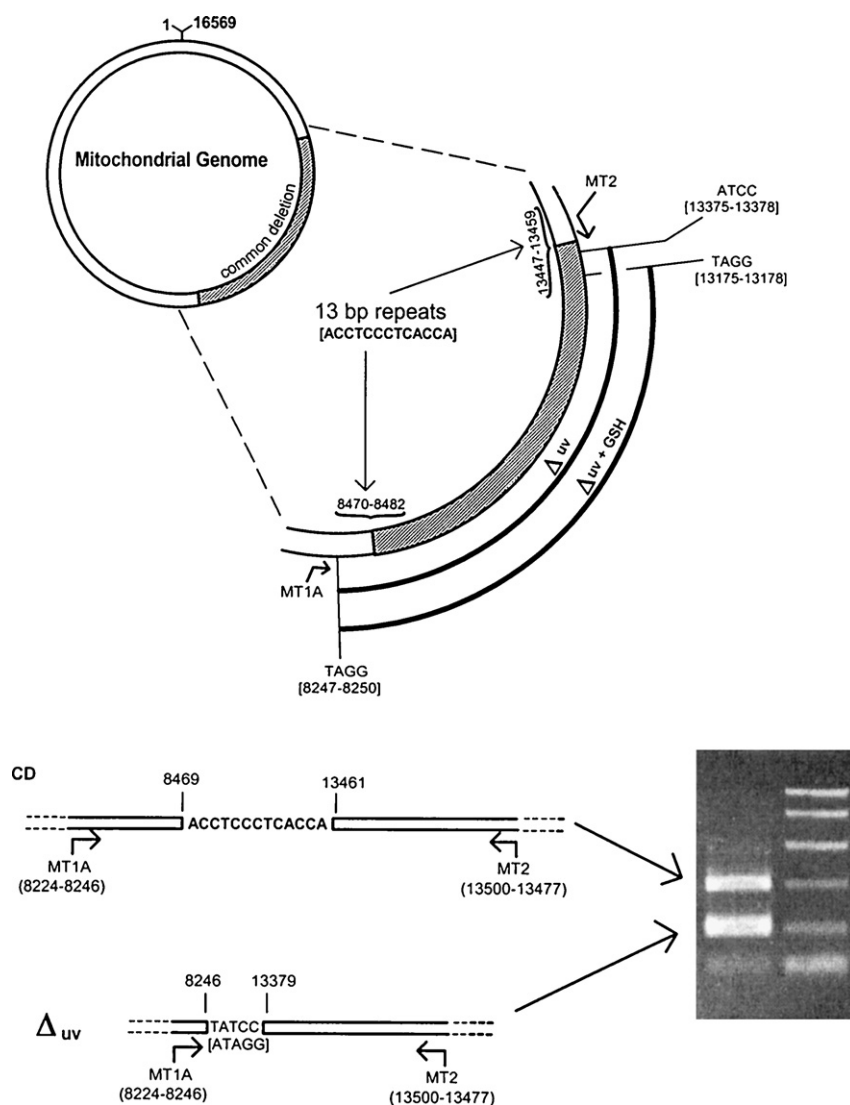 1 16569
Mitochondrial Genome
common deletion
MT2
ATCC
[13375-13378]
TAGG
[13175-13178]
13447-13459
13 bp repeats
[ACCTCCCTCACCA]
Δuv
Δuv + GSH
8470-8482
MT1A
TAGG
[8247-8250]
CD
8469 13461
ACCTCCCTCACCA
MT1A MT2
(8224-8246) (13500-13477)
8246 13379
Δuv TATCC
[ATAGG]
MT1A MT2
(8224-8246) (13500-13477)